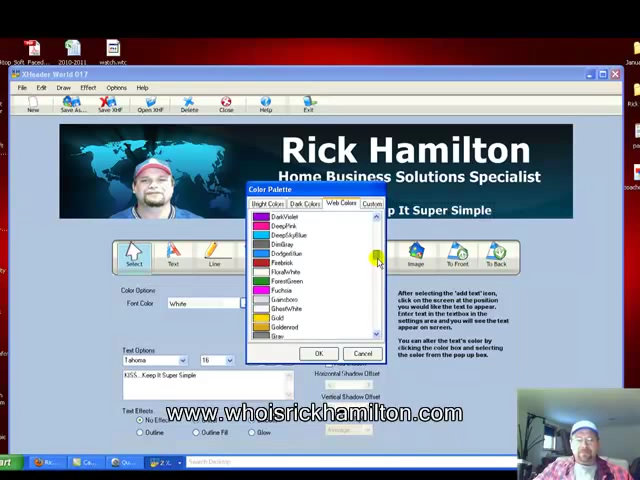 2010-2011
watch.wtc
XHeader World 017
File Edit Draw Effect Options Help
New Save As... Save XHF Open XHF Delete Close Help Exit
Rick Hamilton
Home Business Solutions Specialist
p It Super Simple
Color Palette
Bright Colors Dark Colors Web Colors Custom
DarkViolet
DeepPink
DeepSkyBlue
DimGray
DodgerBlue
Firebrick
FloralWhite
ForestGreen
Fuchsia
Gainsboro
GhostWhite
Gold
Goldenrod
Gray
OK Cancel
Select Text Line Image To Front To Back
Color Options
Font Color White
After selecting the 'add text' icon,
click on the screen at the position
you would like the text to be placed.
Enter text in the textbox in the
settings area and you will see the
text appear on screen.
You can alter the text's color by
clicking the color box and selecting
the color from the pop up box.
Text Options
Tahoma 16
KISS...Keep It Super Simple
Horizontal Shadow Offset
Vertical Shadow Offset
Text Effects
No Effect
Outline Outline Fill Glow
www.whoisrickhamilton.com
Search Desktop